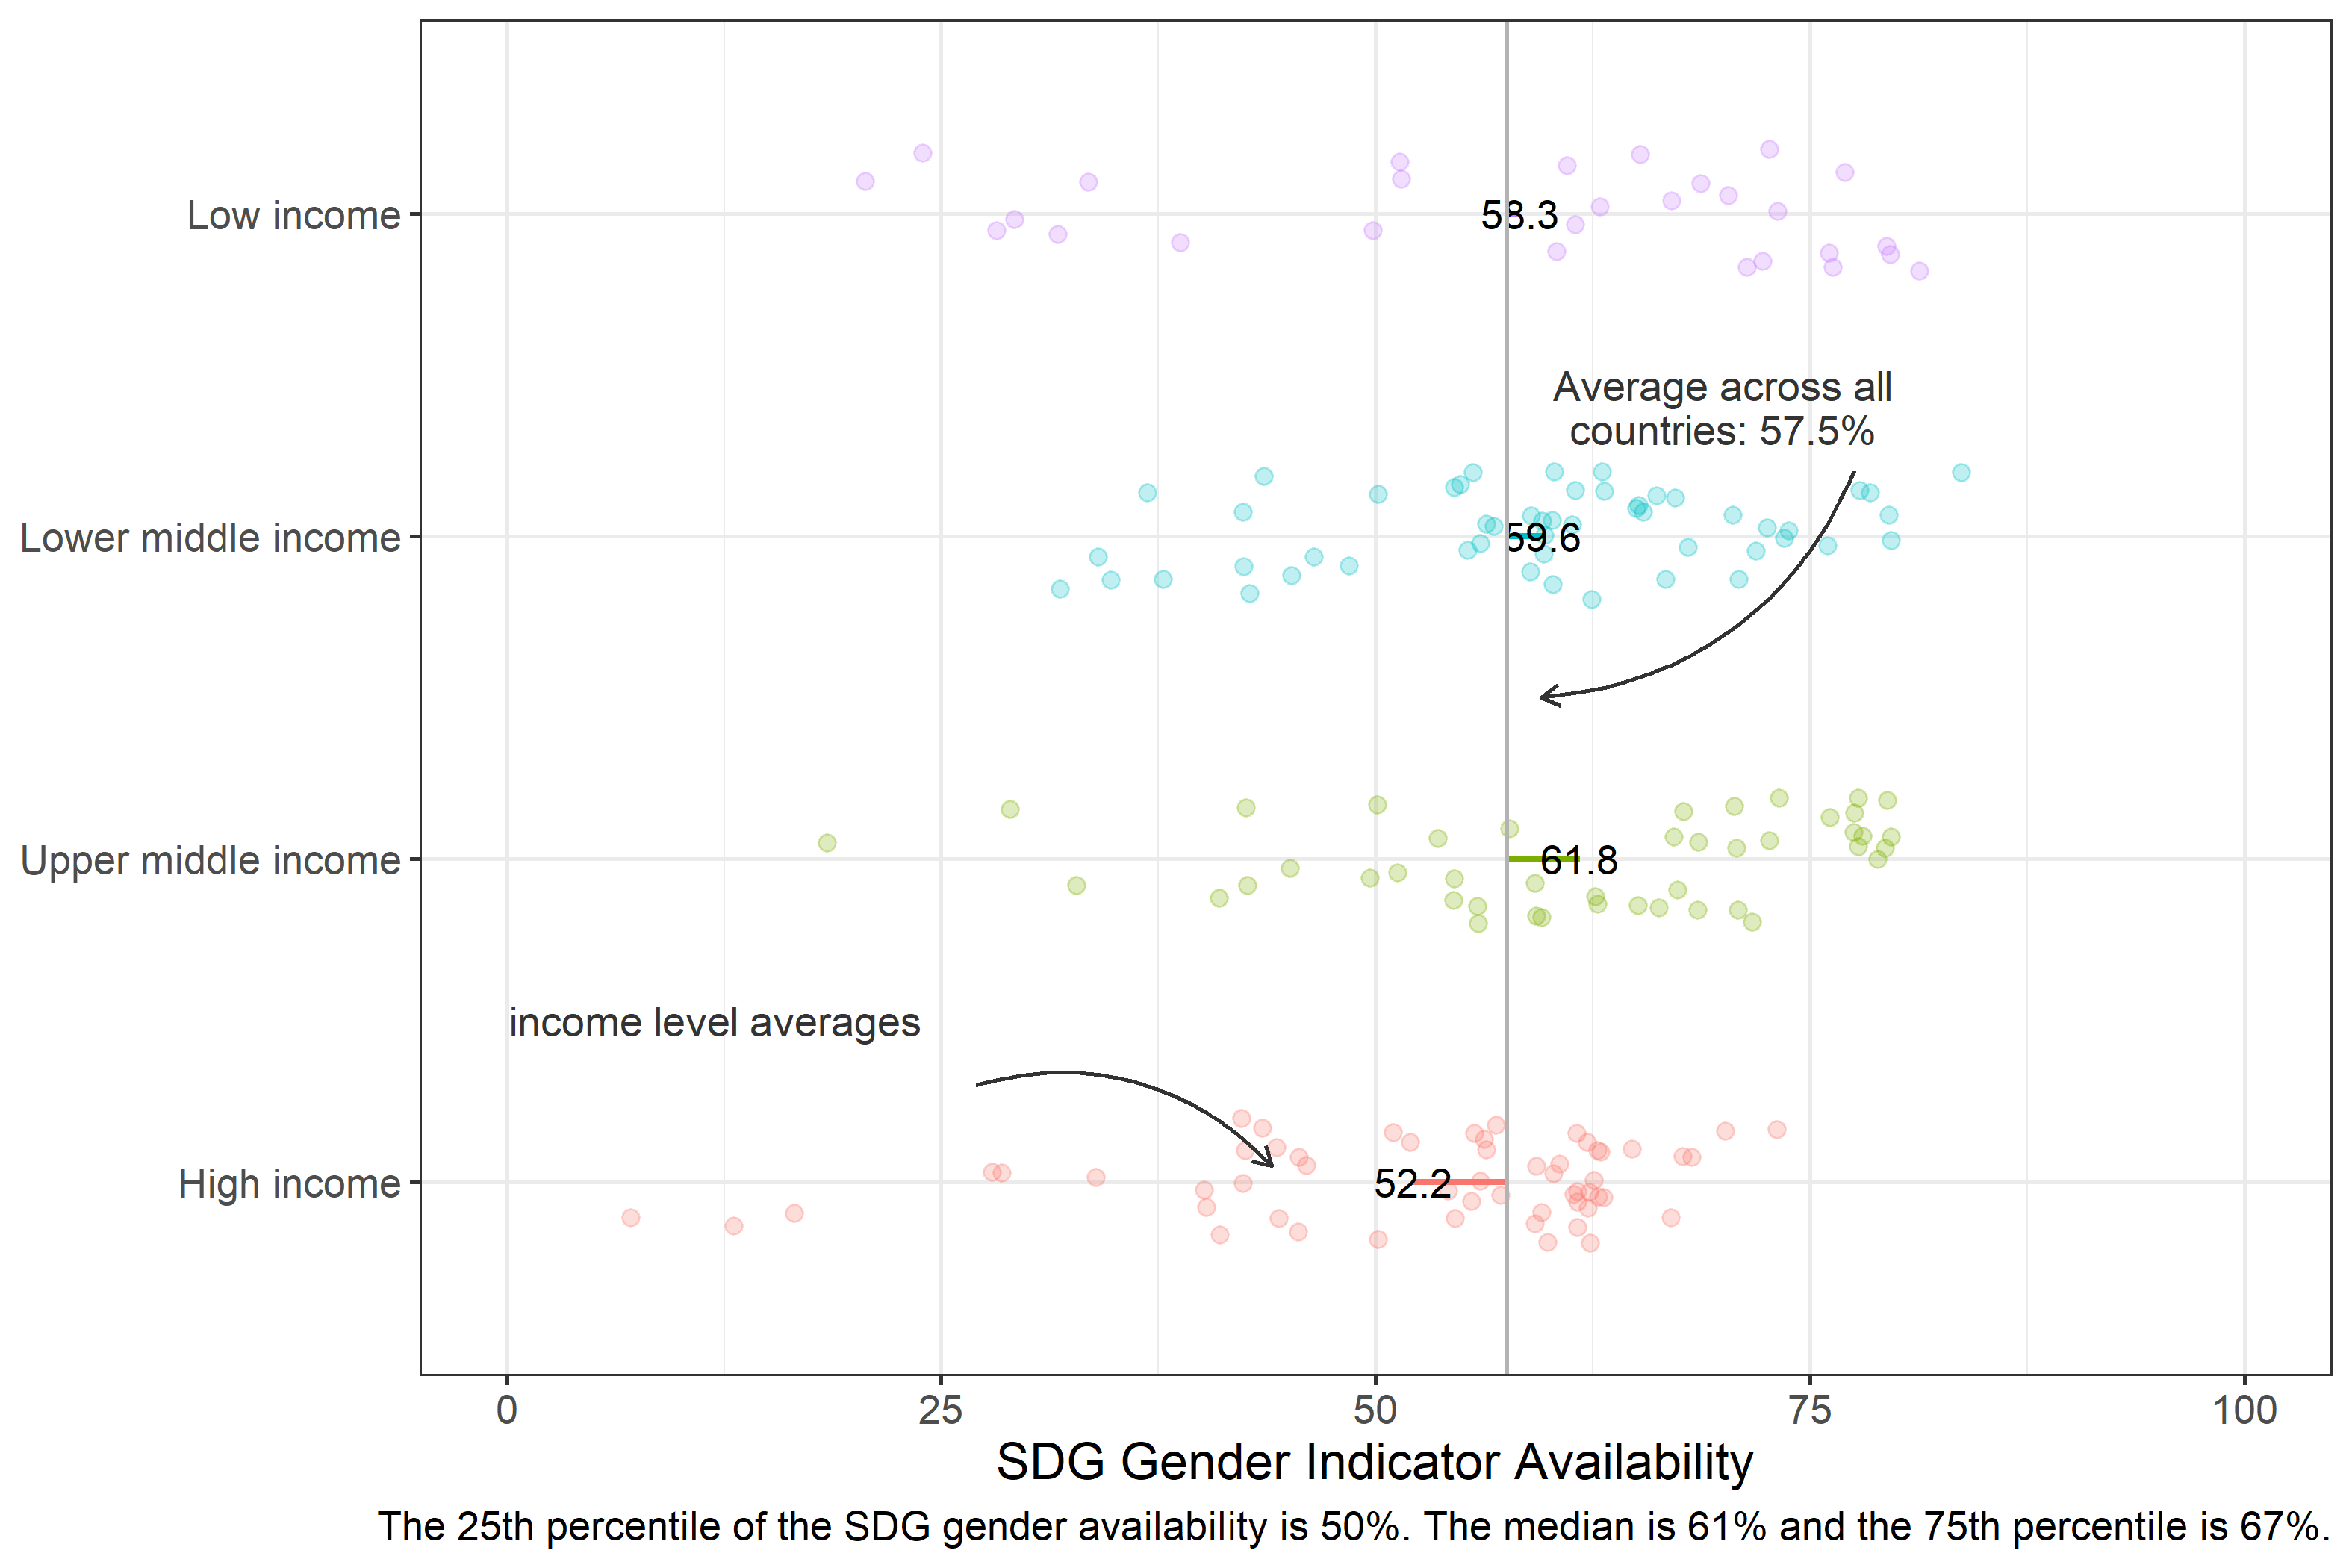 Low income
58.3
Average across all
countries: 57.5%
Lower middle income
59.6
Upper middle income
61.8
income level averages
High income
52.2
0
25
50
75
100
SDG Gender Indicator Availability
The 25th percentile of the SDG gender availability is 50%. The median is 61% and the 75th percentile is 67%.